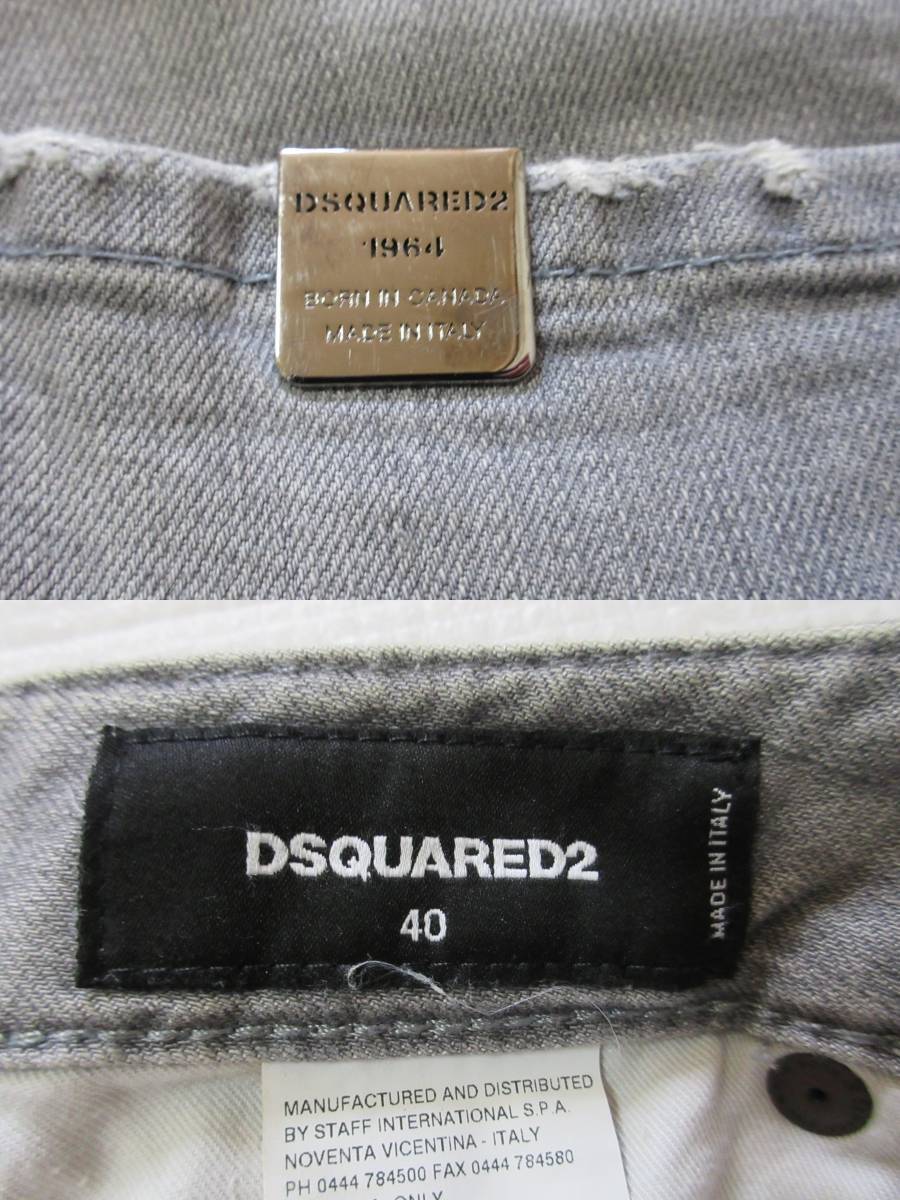 DSQUARED2
1964
BORN IN CANADA
MADE IN ITALY
DSQUARED2
40
MADE IN ITALY
MANUFACTURED AND DISTRIBUTED
BY STAFF INTERNATIONAL S.P.A.
NOVENTA VICENTINA - ITALY
PH 0444 784500 FAX 0444 784580
ONLY